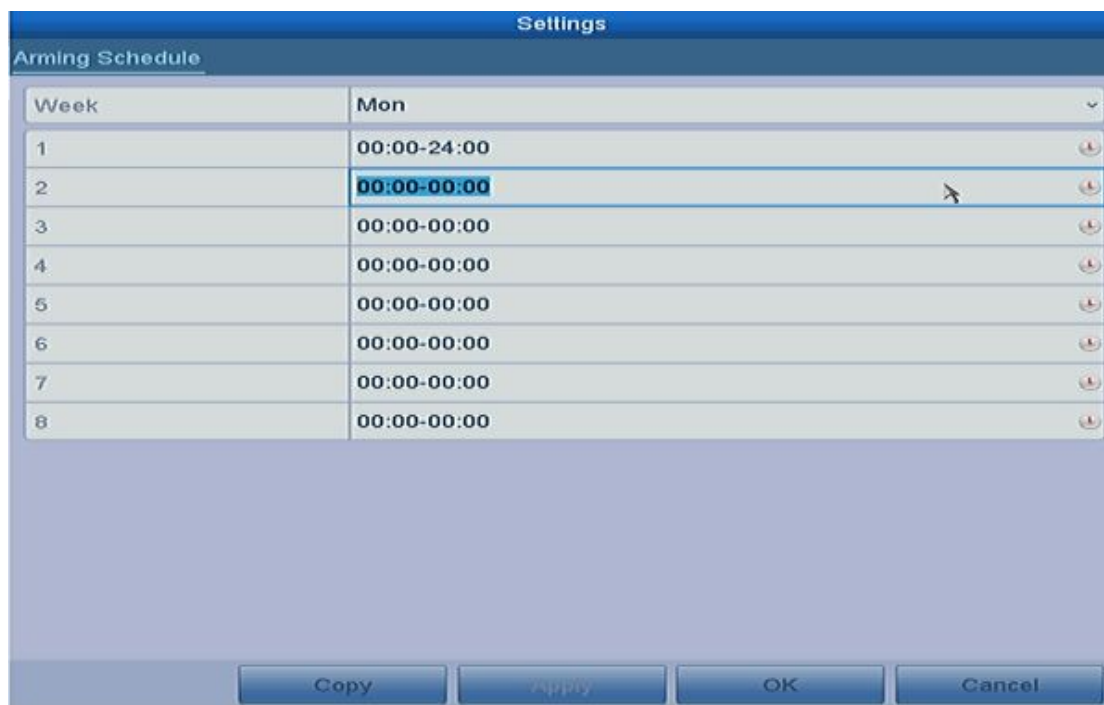 Settings
Arming Schedule
Week Mon
1 00:00-24:00
2 00:00-00:00
3 00:00-00:00
4 00:00-00:00
5 00:00-00:00
6 00:00-00:00
7 00:00-00:00
8 00:00-00:00
Copy Apply OK Cancel